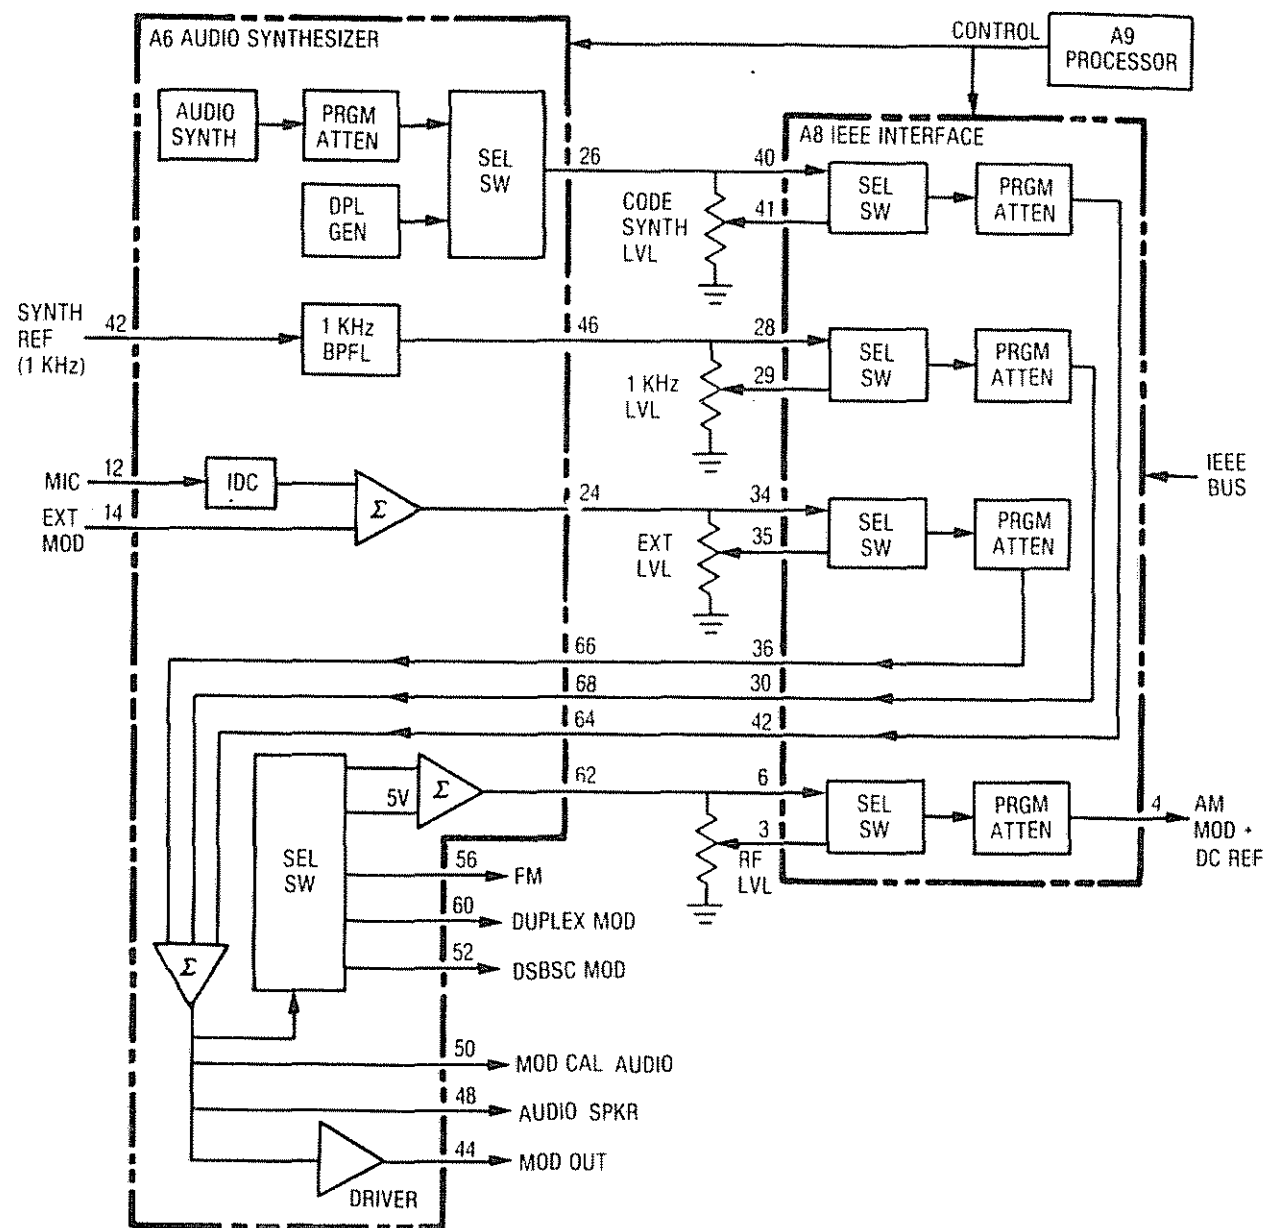 A6 AUDIO SYNTHESIZER
CONTROL
A9
PROCESSOR
A8 IEEE INTERFACE
AUDIO
SYNTH
PRGM
ATTEN
SEL
SW
DPL
GEN
26
40
CODE
SYNTH
LVL
41
SEL
SW
PRGM
ATTEN
SYNTH
REF
(1 KHz)
42
1 KHz
BPFL
46
28
1 KHz
LVL
29
SEL
SW
PRGM
ATTEN
MIC
12
IDC
EXT
MOD
14
Σ
24
34
EXT
LVL
35
SEL
SW
PRGM
ATTEN
IEEE
BUS
66
36
68
30
64
42
SEL
SW
5V
Σ
62
6
3
RF
LVL
SEL
SW
PRGM
ATTEN
4
AM
MOD +
DC REF
56
FM
60
DUPLEX MOD
52
DSBSC MOD
Σ
50
MOD CAL AUDIO
48
AUDIO SPKR
44
MOD OUT
DRIVER